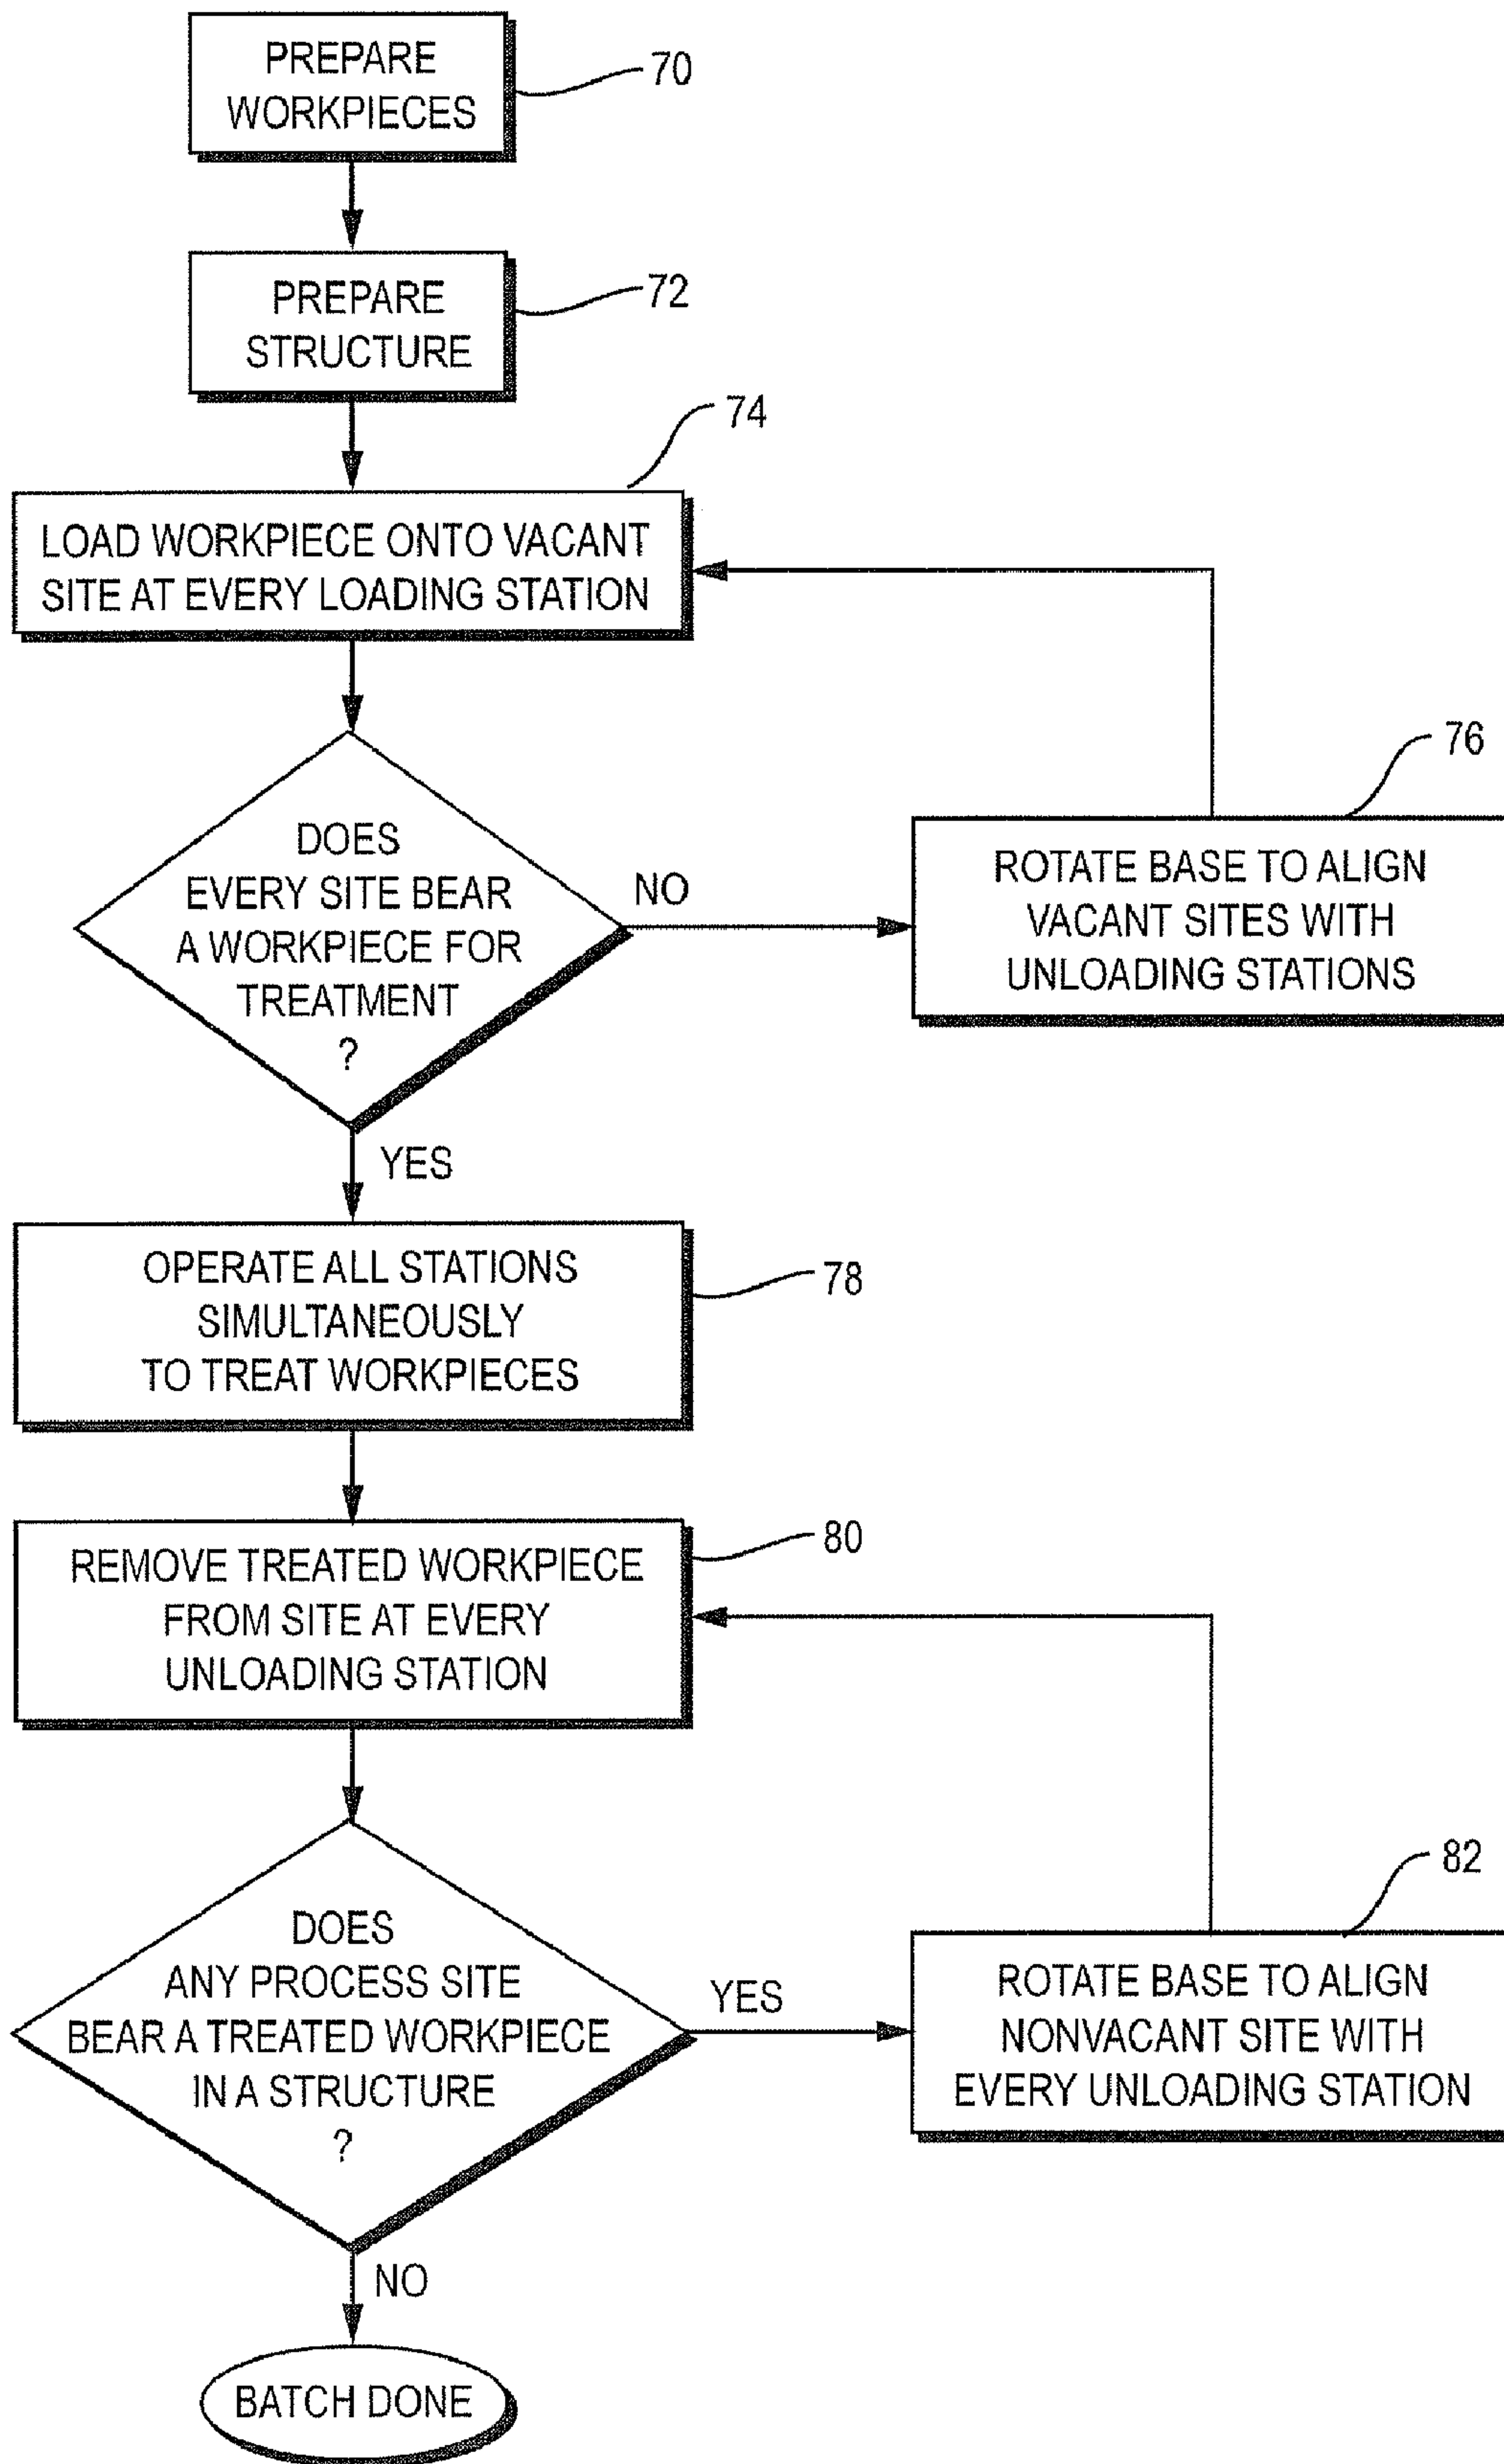 PREPARE
WORKPIECES
70
PREPARE
STRUCTURE
72
74
LOAD WORKPIECE ONTO VACANT
SITE AT EVERY LOADING STATION
DOES
EVERY SITE BEAR
A WORKPIECE FOR
TREATMENT
?
NO
76
ROTATE BASE TO ALIGN
VACANT SITES WITH
UNLOADING STATIONS
YES
OPERATE ALL STATIONS
SIMULTANEOUSLY
TO TREAT WORKPIECES
78
REMOVE TREATED WORKPIECE
FROM SITE AT EVERY
UNLOADING STATION
80
DOES
ANY PROCESS SITE
BEAR A TREATED WORKPIECE
IN A STRUCTURE
?
YES
82
ROTATE BASE TO ALIGN
NONVACANT SITE WITH
EVERY UNLOADING STATION
NO
BATCH DONE